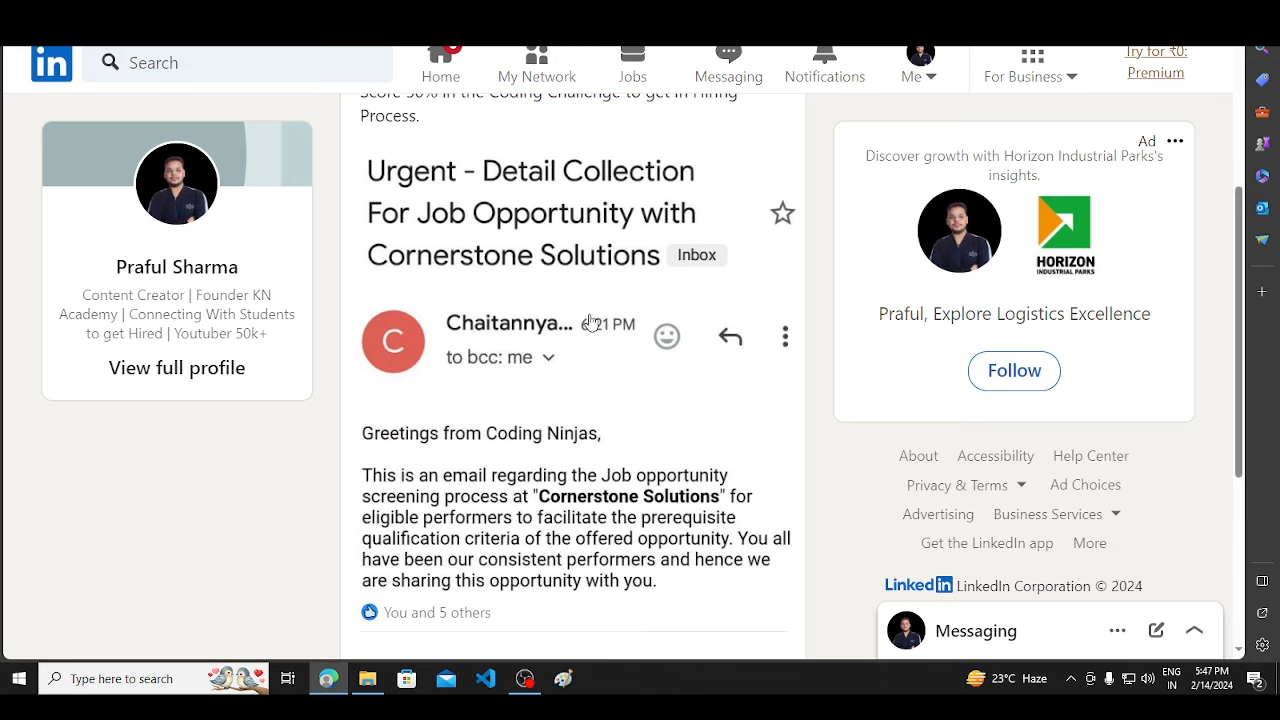 in
Search
Home
My Network
Jobs
Messaging
Notifications
Me
For Business
Try for ₹0:
Premium
Process.
Urgent - Detail Collection
For Job Opportunity with
Cornerstone Solutions Inbox
C
Chaitannya...
21 PM
to bcc: me
Greetings from Coding Ninjas,
This is an email regarding the Job opportunity
screening process at "Cornerstone Solutions" for
eligible performers to facilitate the prerequisite
qualification criteria of the offered opportunity. You all
have been our consistent performers and hence we
are sharing this opportunity with you.
You and 5 others
Praful Sharma
Content Creator | Founder KN
Academy | Connecting With Students
to get Hired | Youtuber 50k+
View full profile
Ad
Discover growth with Horizon Industrial Parks's
insights.
HORIZON
INDUSTRIAL PARKS
Praful, Explore Logistics Excellence
Follow
About Accessibility Help Center
Privacy & Terms Ad Choices
Advertising Business Services
Get the LinkedIn app More
LinkedIn LinkedIn Corporation © 2024
Messaging
Type here to search
23°C Haze
ENG
IN
5:47 PM
2/14/2024
2